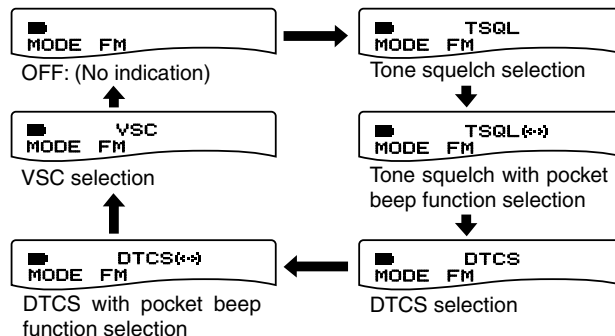 MODE FM
OFF: (No indication)
TSQL
MODE FM
Tone squelch selection
TSQL
MODE FM
Tone squelch with pocket
beep function selection
DTCS
MODE FM
DTCS selection
DTCS
MODE FM
DTCS with pocket beep
function selection
VSC
MODE FM
VSC selection